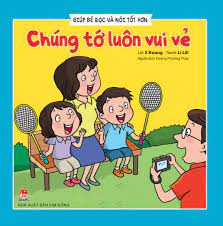 GIÚP BÉ ĐỌC VÀ NÓI TỐT HƠN
Chúng tớ luôn vui vẻ
Lời: X Kwang - Tranh: Li Lili
Người dịch: Hoàng Phương Thúy
NHÀ XUẤT BẢN KIM ĐỒNG